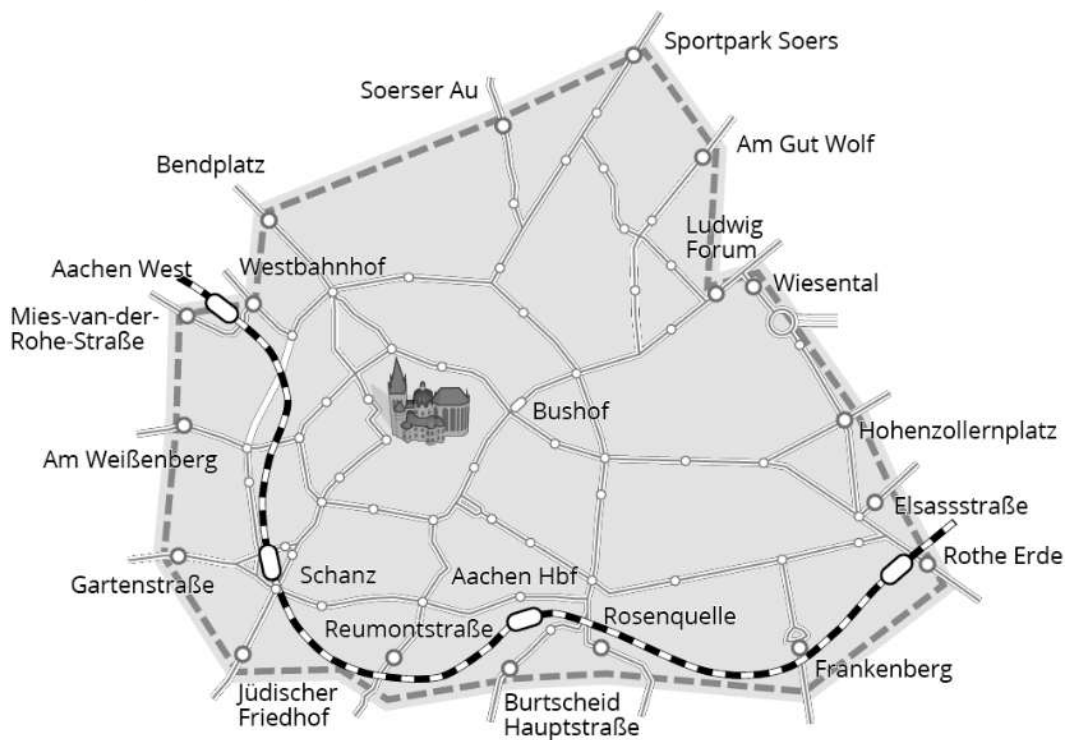 Sportpark Soers
Soerser Au
Am Gut Wolf
Bendplatz
Ludwig
Forum
Aachen West
Westbahnhof
Wiesental
Mies-van-der-
Rohe-Straße
Bushof
Hohenzollernplatz
Am Weißenberg
Elsassstraße
Rothe Erde
Gartenstraße
Schanz
Aachen Hbf
Reumontstraße
Rosenquelle
Frankenberg
Jüdischer
Friedhof
Burtscheid
Hauptstraße